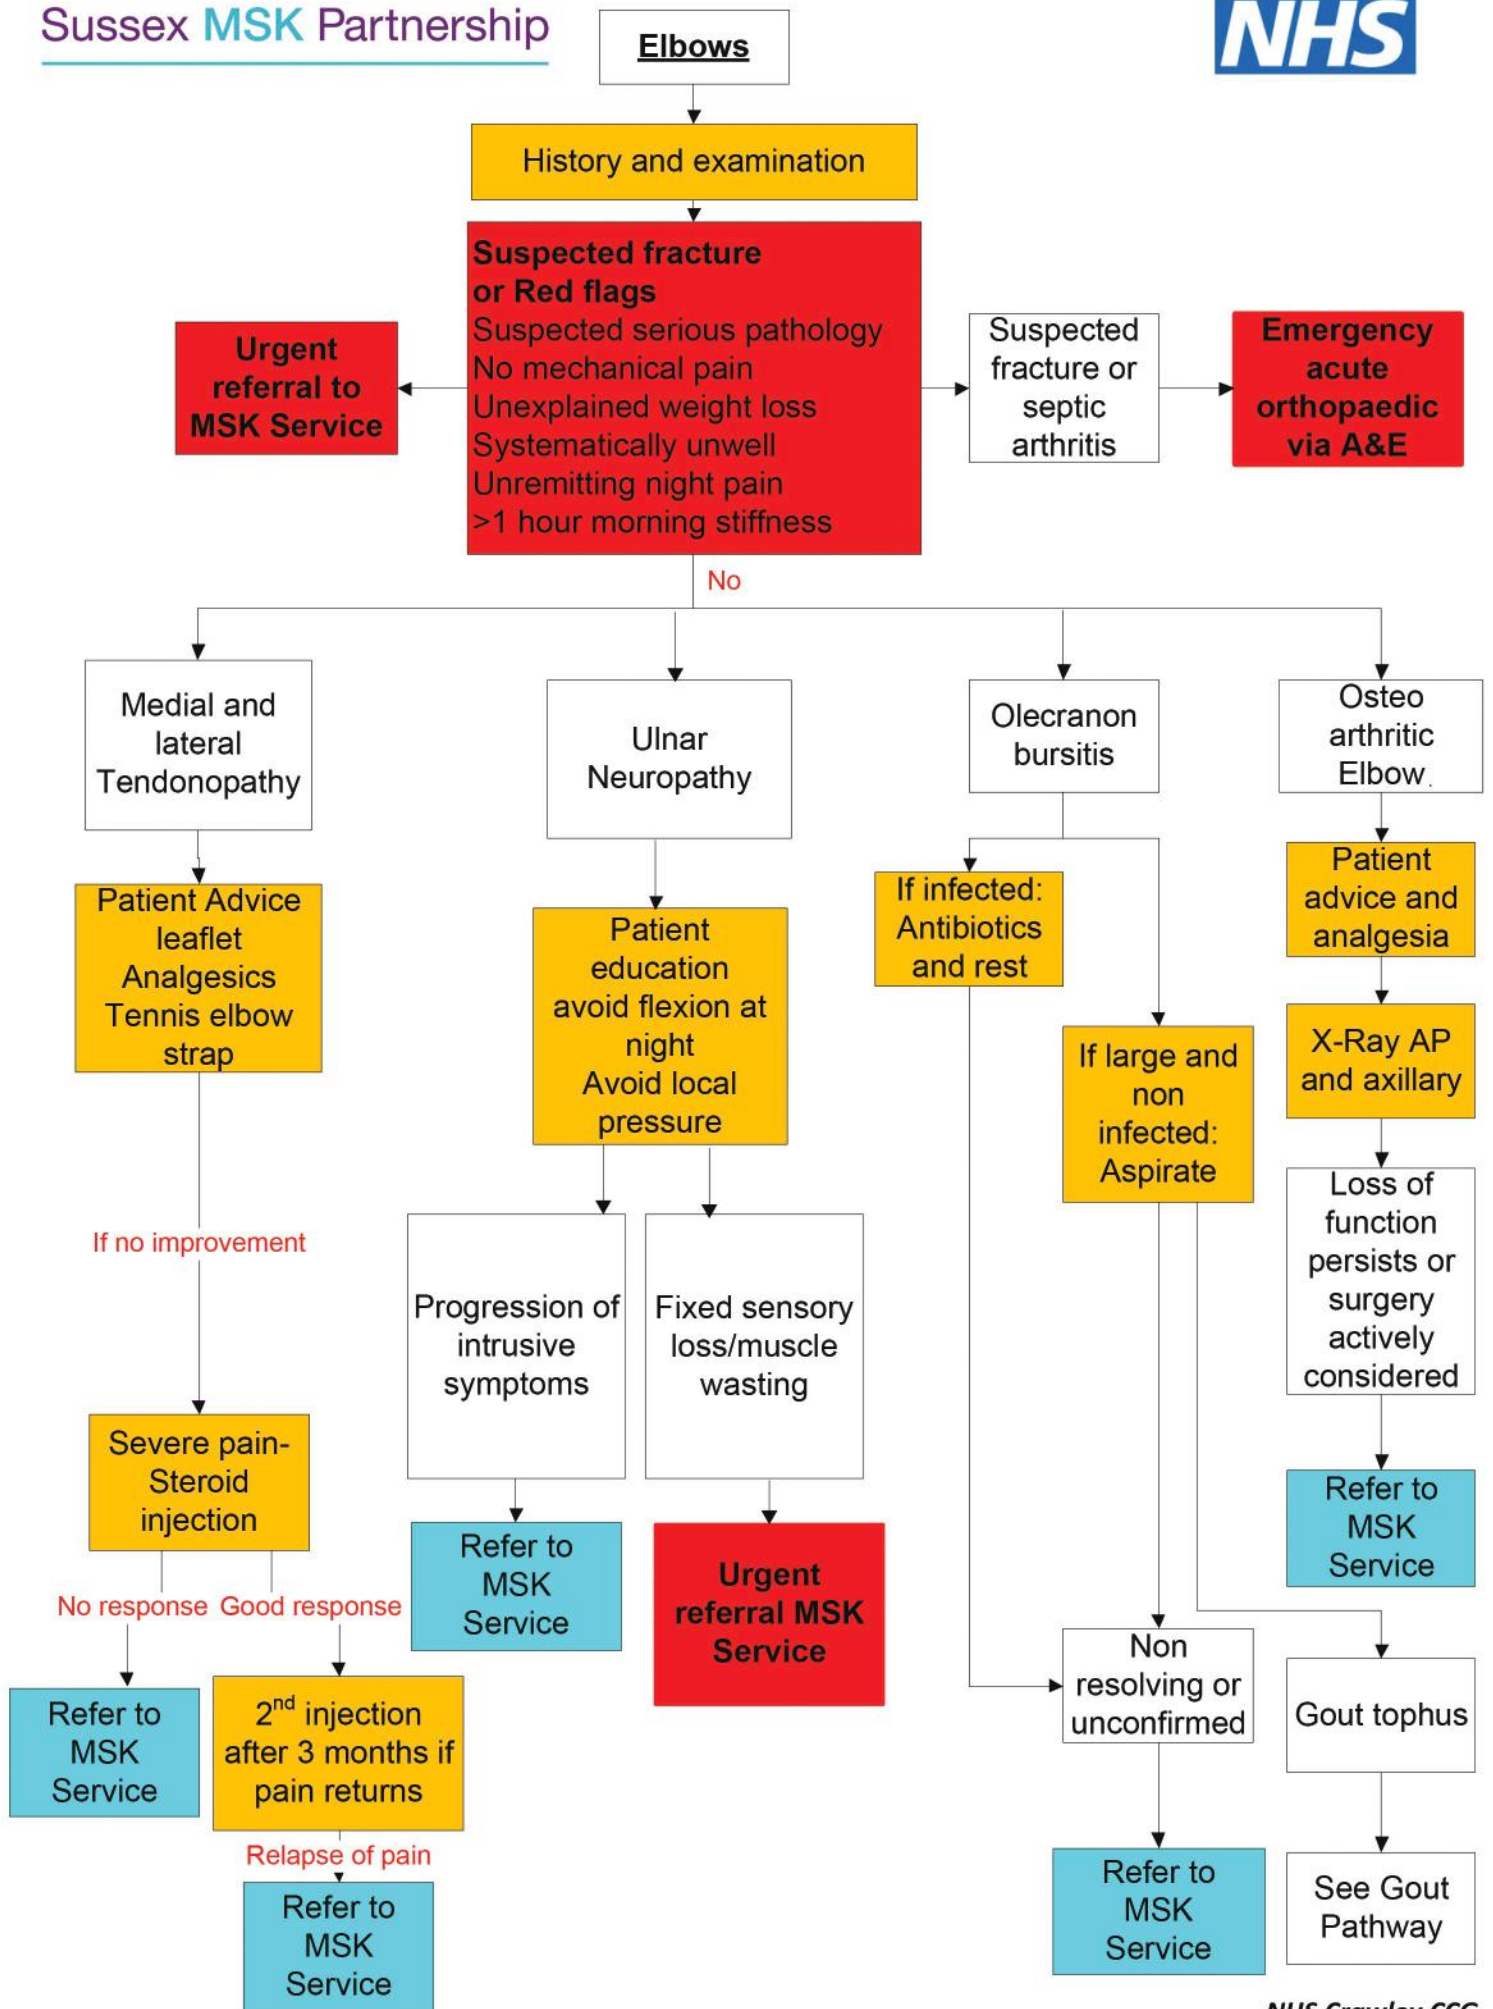 Sussex MSK Partnership
NHS
Elbows
History and examination
Suspected fracture
or Red flags
Suspected serious pathology
No mechanical pain
Unexplained weight loss
Systematically unwell
Unremitting night pain
>1 hour morning stiffness
Urgent
referral to
MSK Service
Suspected
fracture or
septic
arthritis
Emergency
acute
orthopaedic
via A&E
No
Medial and
lateral
Tendonopathy
Patient Advice
leaflet
Analgesics
Tennis elbow
strap
If no improvement
Severe pain-
Steroid
injection
No response
Good response
Refer to
MSK
Service
2nd injection
after 3 months if
pain returns
Relapse of pain
Refer to
MSK
Service
Ulnar
Neuropathy
Patient
education
avoid flexion at
night
Avoid local
pressure
Progression of
intrusive
symptoms
Refer to
MSK
Service
Fixed sensory
loss/muscle
wasting
Urgent
referral MSK
Service
Olecranon
bursitis
If infected:
Antibiotics
and rest
If large and
non
infected:
Aspirate
Non
resolving or
unconfirmed
Refer to
MSK
Service
Gout tophus
See Gout
Pathway
Osteo
arthritic
Elbow .
Patient
advice and
analgesia
X-Ray AP
and axillary
Loss of
function
persists or
surgery
actively
considered
Refer to
MSK
Service
NHS Crawley CCG